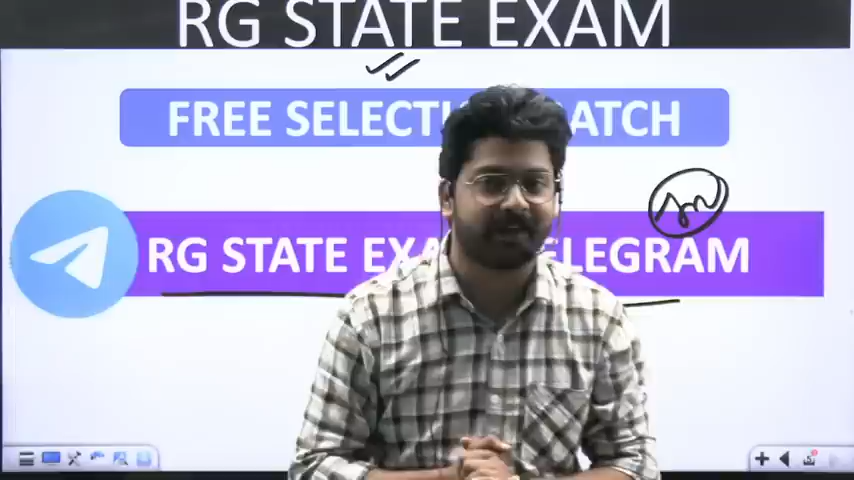 RG STATE EXAM
FREE SELECTI ATCH
RG STATE EXA ELEGRAM